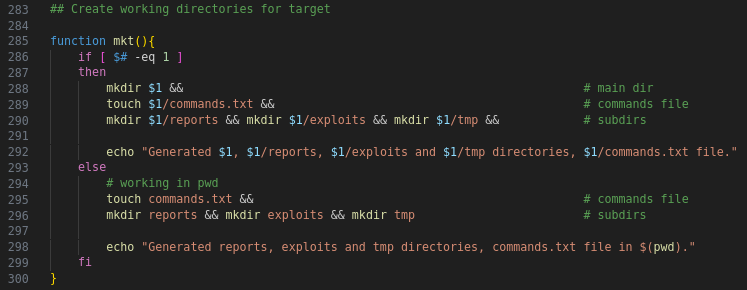 283 ## Create working directories for target
284
285 function mkt(){
286     if [ $# -eq 1 ]
287     then
288         mkdir $1 &&                                                         # main dir
289         touch $1/commands.txt &&                                            # commands file
290         mkdir $1/reports && mkdir $1/exploits && mkdir $1/tmp &&            # subdirs
291
292         echo "Generated $1, $1/reports, $1/exploits and $1/tmp directories, $1/commands.txt file."
293     else
294         # working in pwd
295         touch commands.txt &&                                               # commands file
296         mkdir reports && mkdir exploits && mkdir tmp                        # subdirs
297
298         echo "Generated reports, exploits and tmp directories, commands.txt file in $(pwd)."
299     fi
300 }